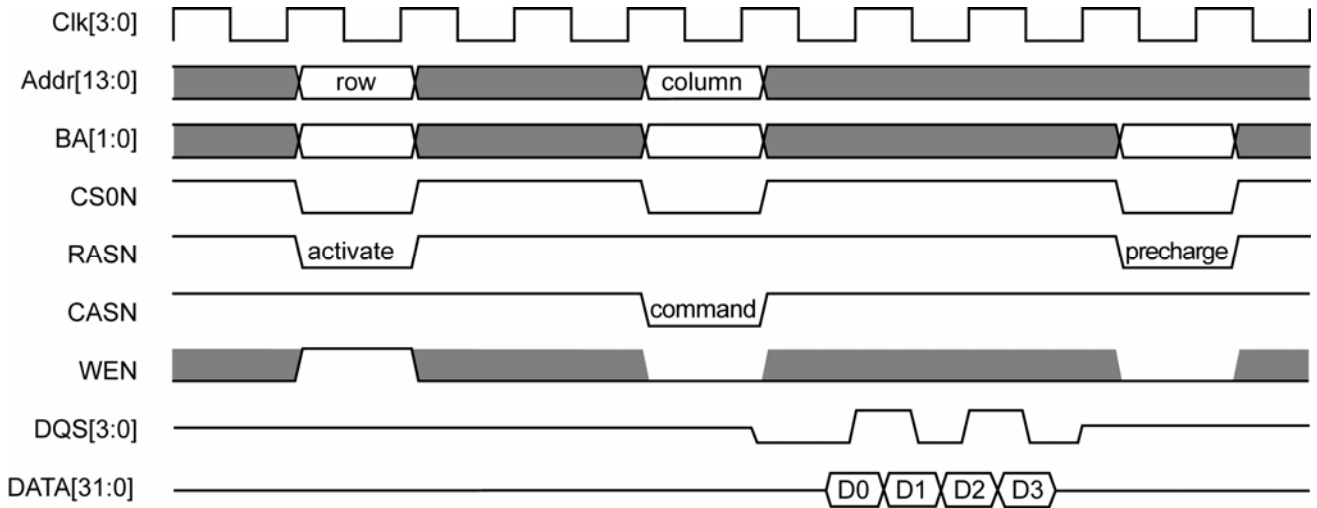 Clk[3:0]
Addr[13:0] row column
BA[1:0]
CS0N
RASN activate precharge
CASN command
WEN
DQS[3:0]
DATA[31:0] D0 D1 D2 D3